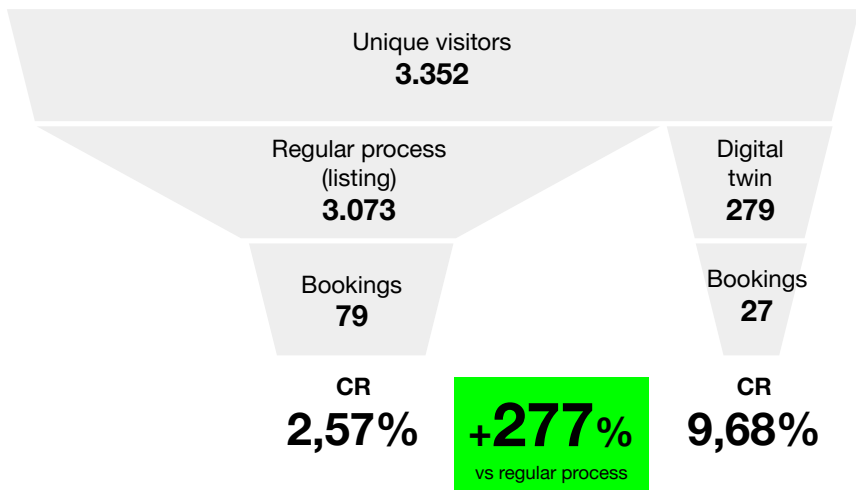 Unique visitors
3.352
Regular process
(listing)
3.073
Digital
twin
279
Bookings
79
Bookings
27
CR
2,57%
+277%
vs regular process
CR
9,68%